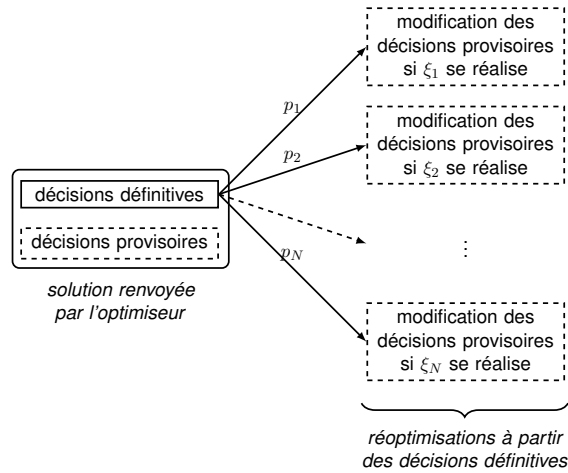 modification des
décisions provisoires
si ξ₁ se réalise
p₁
modification des
décisions provisoires
si ξ₂ se réalise
p₂
décisions définitives
décisions provisoires
solution renvoyée
par l'optimiseur
⋮
p_N
modification des
décisions provisoires
si ξ_N se réalise
réoptimisations à partir
des décisions définitives